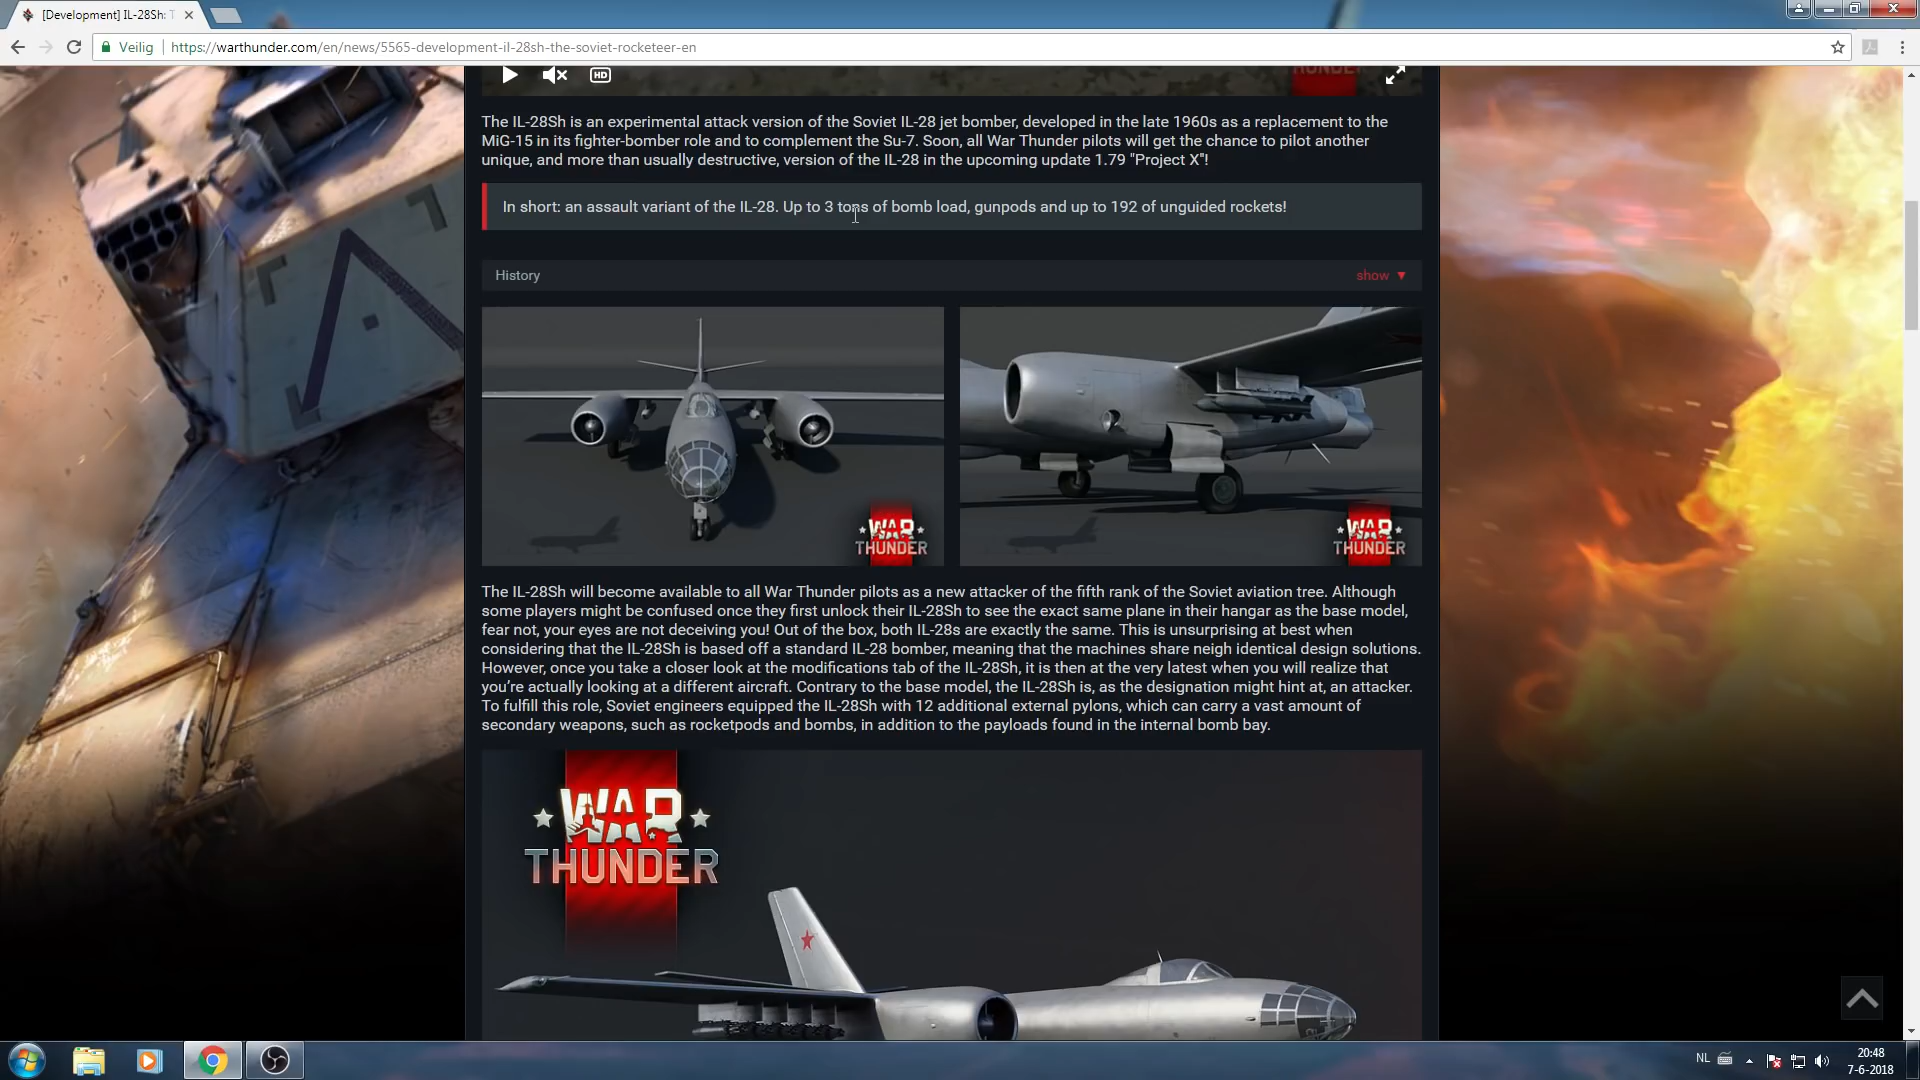 [Development] IL-28Sh: T
Veilig
https://warthunder.com/en/news/5565-development-il-28sh-the-soviet-rocketeer-en
HD
THUNDER
The IL-28Sh is an experimental attack version of the Soviet IL-28 jet bomber, developed in the late 1960s as a replacement to the
MiG-15 in its fighter-bomber role and to complement the Su-7. Soon, all War Thunder pilots will get the chance to pilot another
unique, and more than usually destructive, version of the IL-28 in the upcoming update 1.79 "Project X"!
In short: an assault variant of the IL-28. Up to 3 tons of bomb load, gunpods and up to 192 of unguided rockets!
History
show ▼
WAR
THUNDER
WAR
THUNDER
The IL-28Sh will become available to all War Thunder pilots as a new attacker of the fifth rank of the Soviet aviation tree. Although
some players might be confused once they first unlock their IL-28Sh to see the exact same plane in their hangar as the base model,
fear not, your eyes are not deceiving you! Out of the box, both IL-28s are exactly the same. This is unsurprising at best when
considering that the IL-28Sh is based off a standard IL-28 bomber, meaning that the machines share neigh identical design solutions.
However, once you take a closer look at the modifications tab of the IL-28Sh, it is then at the very latest when you will realize that
you're actually looking at a different aircraft. Contrary to the base model, the IL-28Sh is, as the designation might hint at, an attacker.
To fulfill this role, Soviet engineers equipped the IL-28Sh with 12 additional external pylons, which can carry a vast amount of
secondary weapons, such as rocketpods and bombs, in addition to the payloads found in the internal bomb bay.
WAR
THUNDER
NL
20:48
7-6-2018